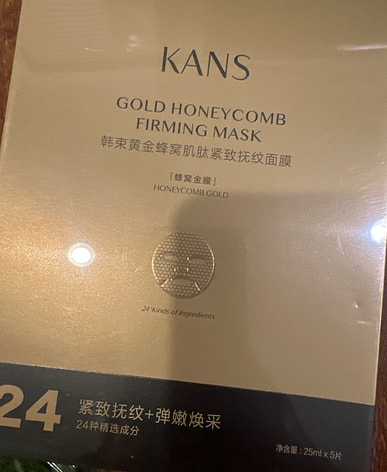 KANS
GOLD HONEYCOMB
FIRMING MASK
韩束黄金蜂窝肌肽紧致抚纹面膜
「蜂窝金膜」
HONEYCOMB GOLD
24⁺Kinds of Ingredients
24
紧致抚纹+弹嫩焕采
24种精选成分
净含量:25ml x 5片